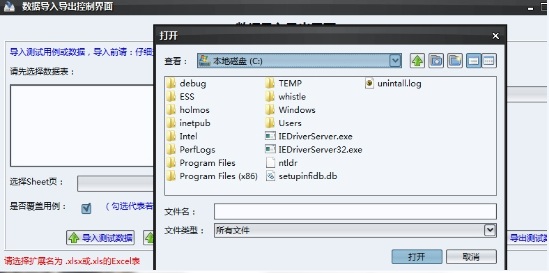 数据导入导出控制界面
导入测试用例或数据，导入前请：仔细
请先选择数据表：
选择Sheet页：
是否覆盖用例：
（勾选代表若
导入测试数据
导
导出测试数据
请选择扩展名为 .xlsx或.xls的Excel表
打开
查看：
本地磁盘 (C:)
debug
ESS
holmos
inetpub
Intel
PerfLogs
Program Files
Program Files (x86)
TEMP
whistle
Windows
Users
IEDriverServer.exe
IEDriverServer32.exe
ntldr
setupinfidb.db
unintall.log
文件名：
文件类型：
所有文件
打开
取消